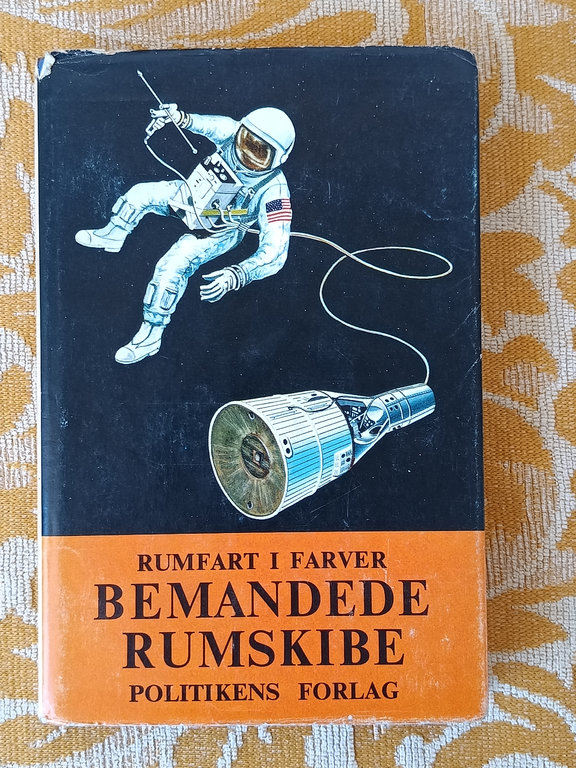 RUMFART I FARVER
BEMANDEDE
RUMSKIBE
POLITIKENS FORLAG